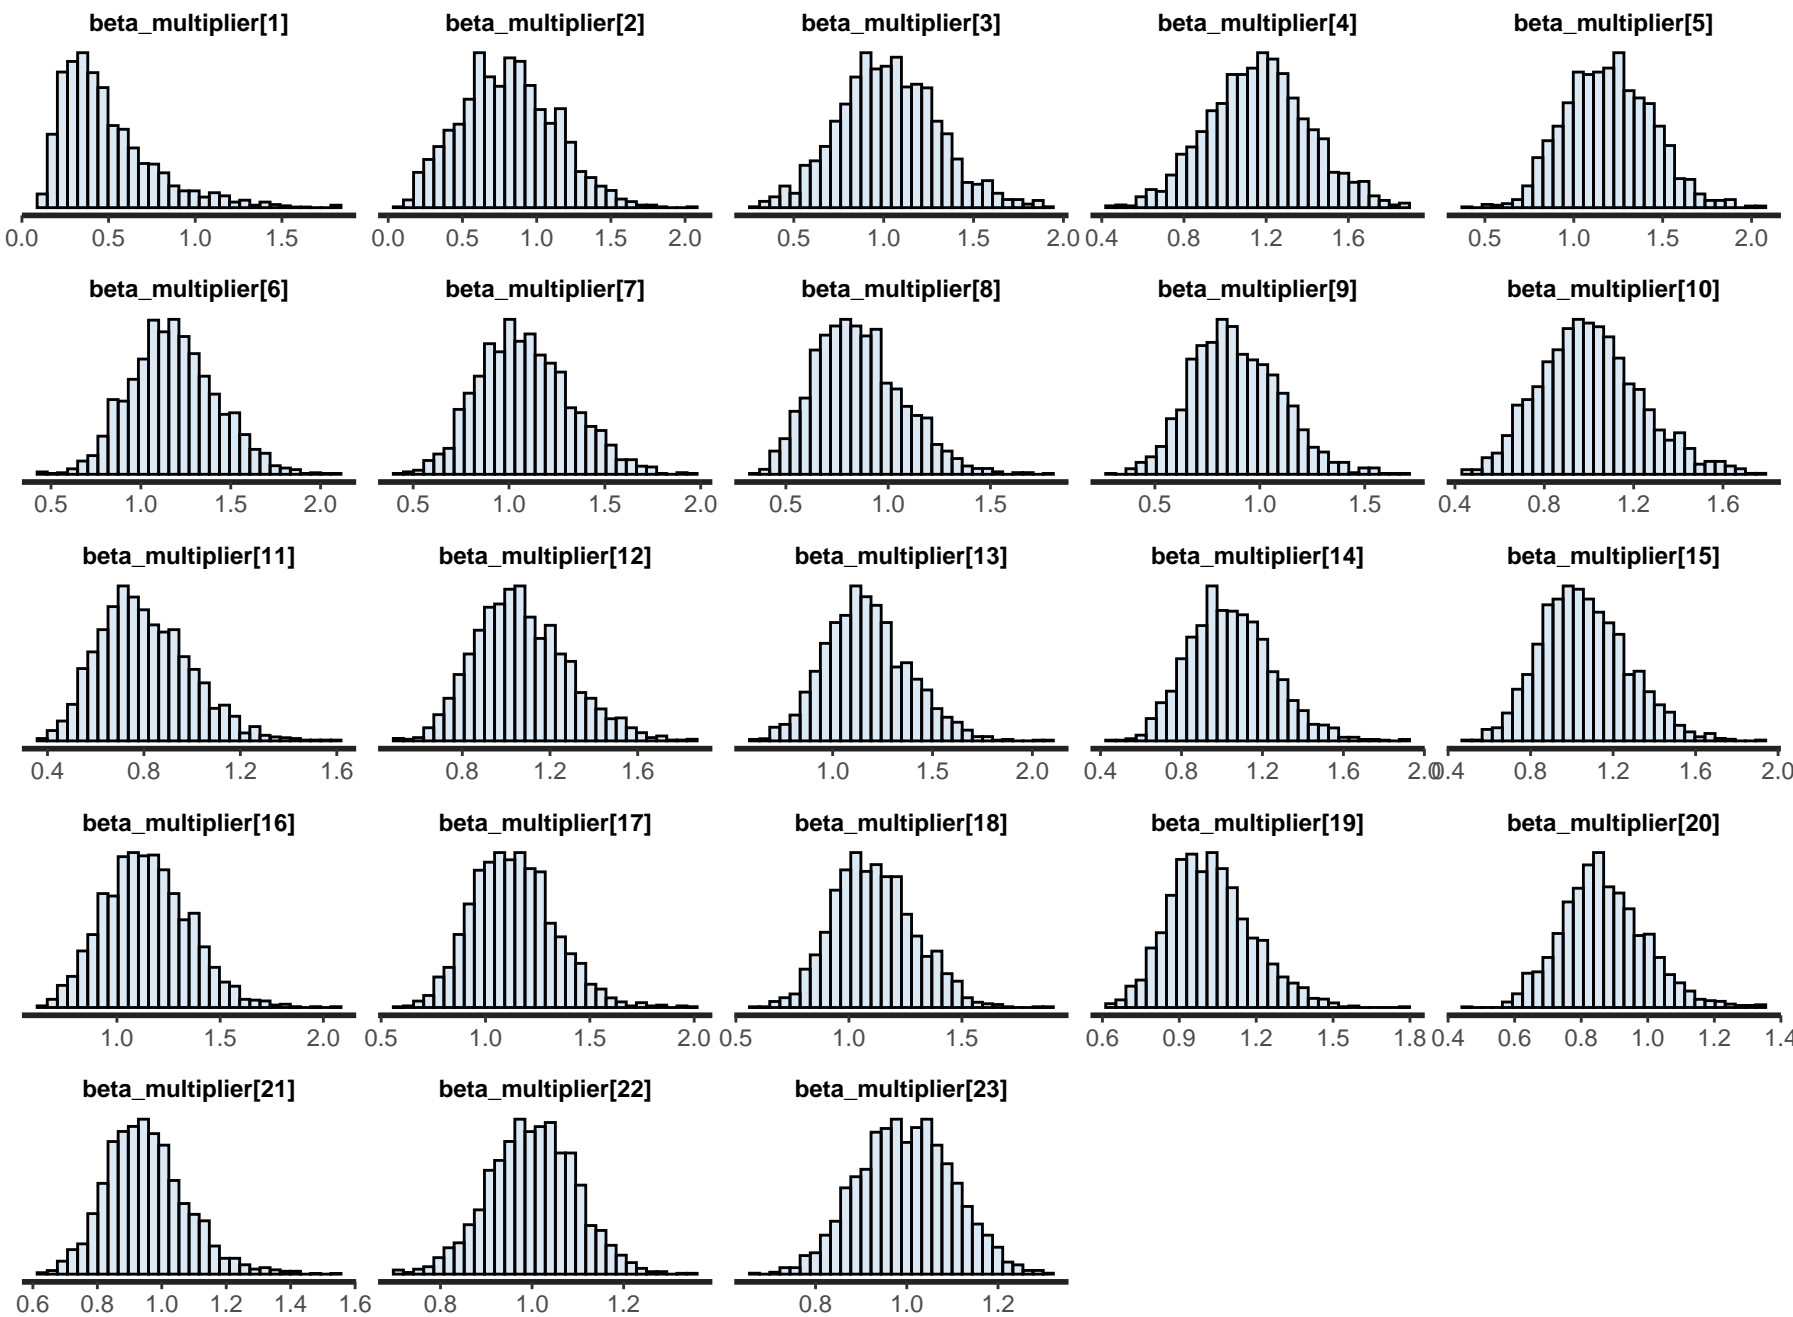 beta_multiplier[1] beta_multiplier[2] beta_multiplier[3] beta_multiplier[4] beta_multiplier[5]
0.0 0.5 1.0 1.5 0.0 0.5 1.0 1.5 2.0 0.5 1.0 1.5 2.0 0.4 0.8 1.2 1.6 0.5 1.0 1.5 2.0
beta_multiplier[6] beta_multiplier[7] beta_multiplier[8] beta_multiplier[9] beta_multiplier[10]
0.5 1.0 1.5 2.0 0.5 1.0 1.5 2.0 0.5 1.0 1.5 0.5 1.0 1.5 0.4 0.8 1.2 1.6
beta_multiplier[11] beta_multiplier[12] beta_multiplier[13] beta_multiplier[14] beta_multiplier[15]
0.4 0.8 1.2 1.6 0.8 1.2 1.6 1.0 1.5 2.0 0.4 0.8 1.2 1.6 2.0 0.4 0.8 1.2 1.6 2.0
beta_multiplier[16] beta_multiplier[17] beta_multiplier[18] beta_multiplier[19] beta_multiplier[20]
1.0 1.5 2.0 0.5 1.0 1.5 2.0 0.5 1.0 1.5 0.6 0.9 1.2 1.5 1.8 0.4 0.6 0.8 1.0 1.2 1.4
beta_multiplier[21] beta_multiplier[22] beta_multiplier[23]
0.6 0.8 1.0 1.2 1.4 1.6 0.8 1.0 1.2 0.8 1.0 1.2